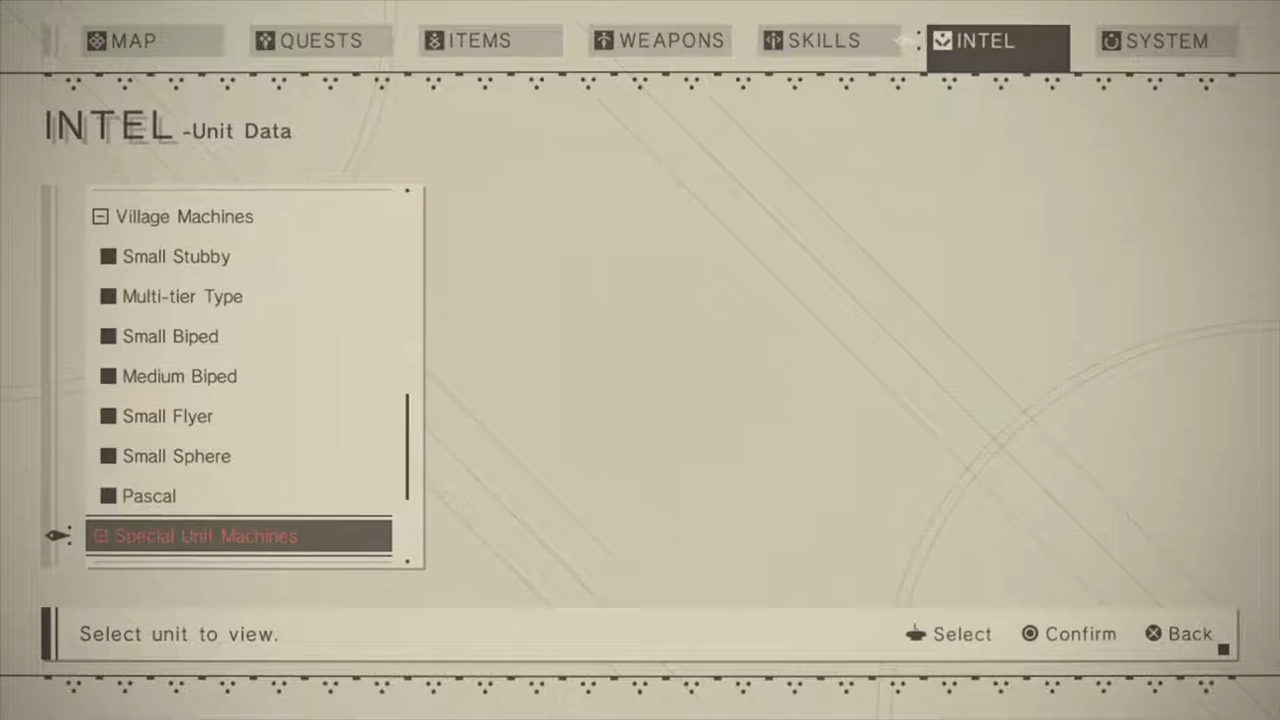 MAP QUESTS ITEMS WEAPONS SKILLS INTEL SYSTEM
INTEL -Unit Data
Village Machines
Small Stubby
Multi-tier Type
Small Biped
Medium Biped
Small Flyer
Small Sphere
Pascal
Special Unit Machines
Select unit to view. Select Confirm Back